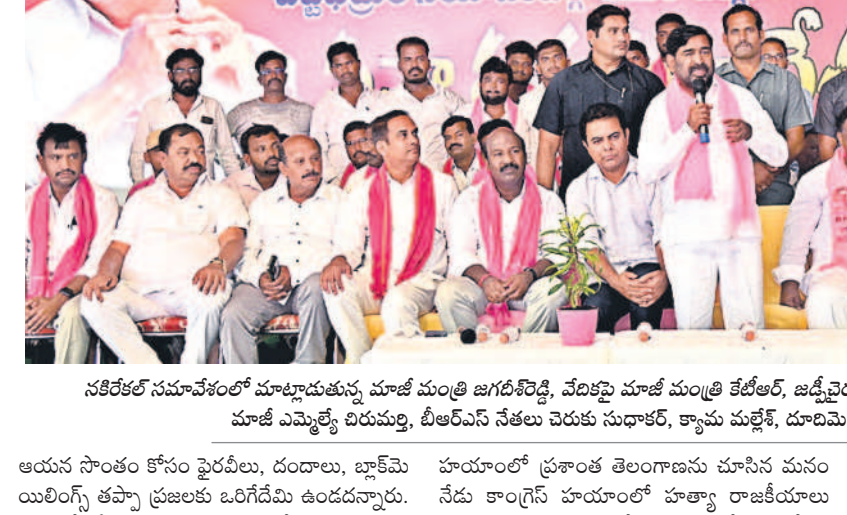 నకిరేకల్ సమావేశంలో మాట్లాడుతున్న మాజీ మంత్రి జగదీశ్‌రెడ్డి, వేదికపై మాజీ మంత్రి కేటీఆర్, జడ్పీచైర
మాజీ ఎమ్మెల్యే చిరుమర్తి, బీఆర్ఎస్ నేతలు చెరుకు సుధాకర్, క్యామ మల్లేశ్, దూదిమె
ఆయన సొంతం కోసం ఫైరవీలు, దందాలు, బ్లాక్‌మె
యిలింగ్స్ తప్పా ప్రజలకు ఒరిగేదేమి ఉండదన్నారు.
హయాంలో ప్రశాంత తెలంగాణను చూసిన మనం
నేడు కాంగ్రెస్ హయాంలో హత్యా రాజకీయాలు